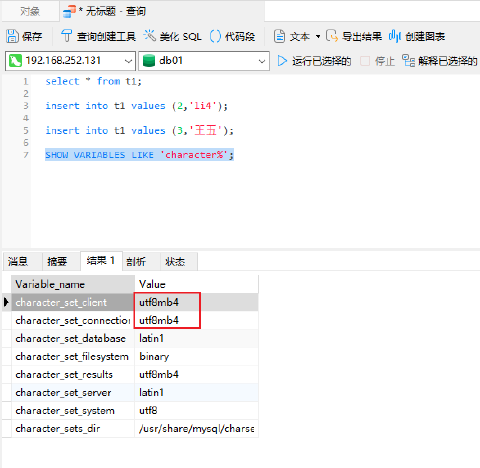 对象 * 无标题 - 查询
保存 查询创建工具 美化 SQL 代码段 文本 导出结果 创建图表
192.168.252.131 db01 运行已选择的 停止 解释已选择的
1 select * from t1;
2
3 insert into t1 values (2,'li4');
4
5 insert into t1 values (3,'王五');
6
7 SHOW VARIABLES LIKE 'character%';
消息 摘要 结果 1 剖析 状态
Variable_name Value
character_set_client utf8mb4
character_set_connection utf8mb4
character_set_database latin1
character_set_filesystem binary
character_set_results utf8mb4
character_set_server latin1
character_set_system utf8
character_sets_dir /usr/share/mysql/charse